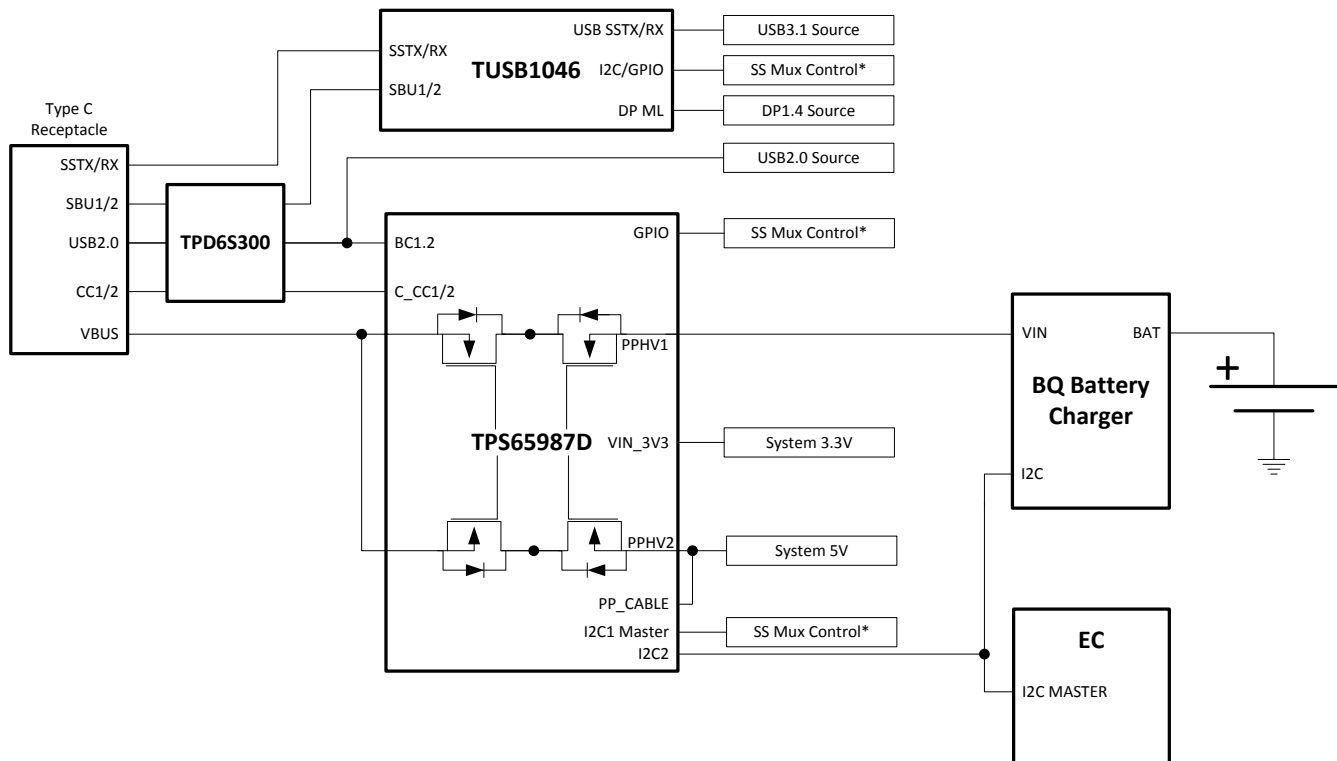 USB SSTX/RX
USB3.1 Source
SSTX/RX
TUSB1046
I2C/GPIO
SS Mux Control*
SBU1/2
DP ML
DP1.4 Source
Type C
Receptacle
SSTX/RX
USB2.0 Source
SBU1/2
TPD6S300
USB2.0
BC1.2
GPIO
SS Mux Control*
CC1/2
C_CC1/2
VBUS
PPHV1
VIN
BAT
BQ Battery
Charger
+
TPS65987D
VIN_3V3
System 3.3V
I2C
PPHV2
System 5V
PP_CABLE
I2C1 Master
SS Mux Control*
I2C2
EC
I2C MASTER